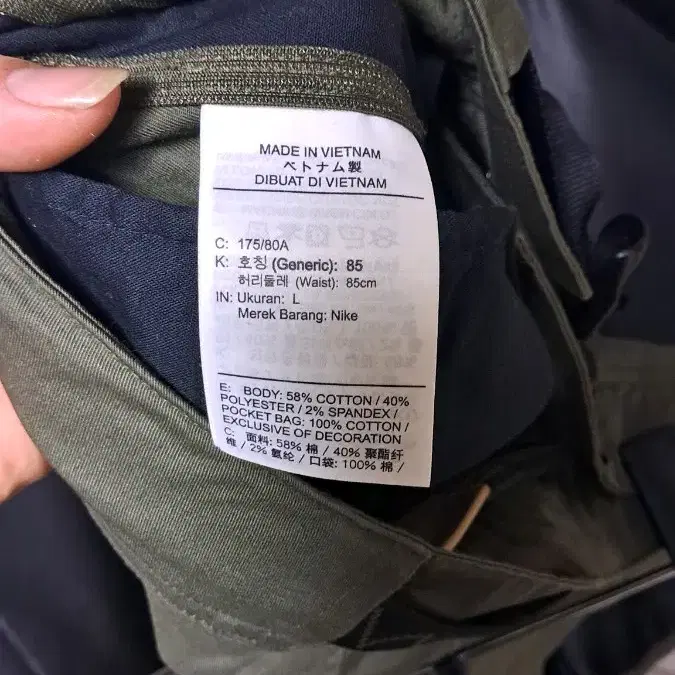 MADE IN VIETNAM
ベトナム製
DIBUAT DI VIETNAM
C: 175/80A
K: 호칭 (Generic): 85
허리둘레 (Waist): 85cm
IN: Ukuran: L
Merek Barang: Nike
E: BODY: 58% COTTON / 40%
POLYESTER / 2% SPANDEX /
POCKET BAG: 100% COTTON /
EXCLUSIVE OF DECORATION
C: 面料: 58% 棉 / 40% 聚酯纤
维 / 2% 氨纶 / 口袋: 100% 棉 /